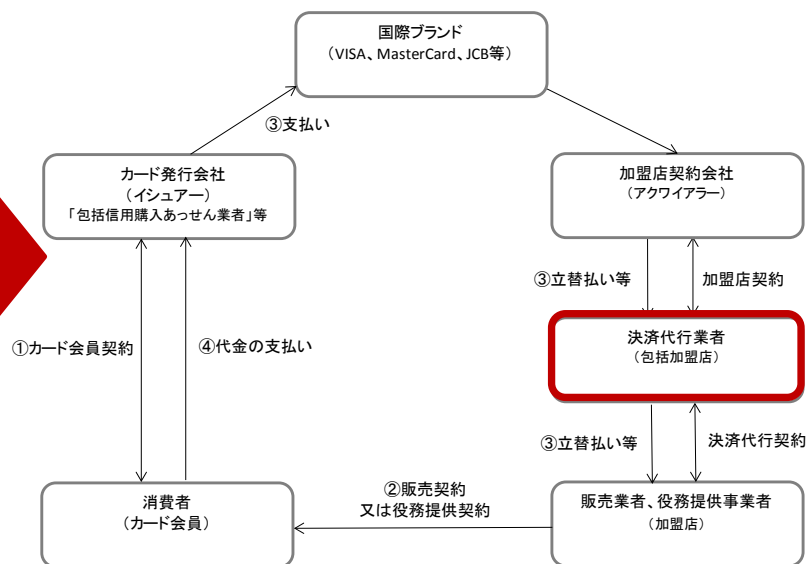 国際ブランド
（VISA、MasterCard、JCB等）
③支払い
カード発行会社
（イシュアー）
「包括信用購入あっせん業者」等
加盟店契約会社
（アクワイアラー）
③立替払い等
加盟店契約
決済代行業者
（包括加盟店）
①カード会員契約
④代金の支払い
③立替払い等
決済代行契約
消費者
（カード会員）
②販売契約
又は役務提供契約
販売業者、役務提供事業者
（加盟店）